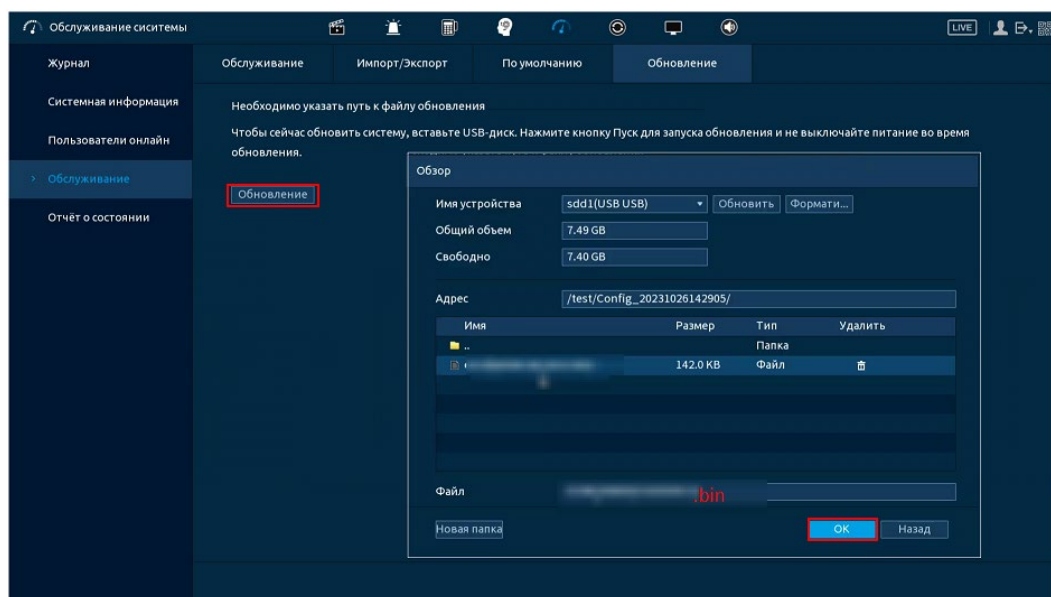 Обслуживание сиситемы
LIVE
Журнал
Системная информация
Пользователи онлайн
Обслуживание
Отчёт о состоянии
Обслуживание Импорт/Экспорт По умолчанию Обновление
Необходимо указать путь к файлу обновления
Чтобы сейчас обновить систему, вставьте USB-диск. Нажмите кнопку Пуск для запуска обновления и не выключайте питание во время
обновления.
Обновление
Обзор
Имя устройства sdd1(USB USB) Обновить Формати...
Общий объем 7.49 GB
Свободно 7.40 GB
Адрес /test/Config_20231026142905/
Имя Размер Тип Удалить
.. Папка
142.0 KB Файл
Файл .bin
Новая папка OK Назад